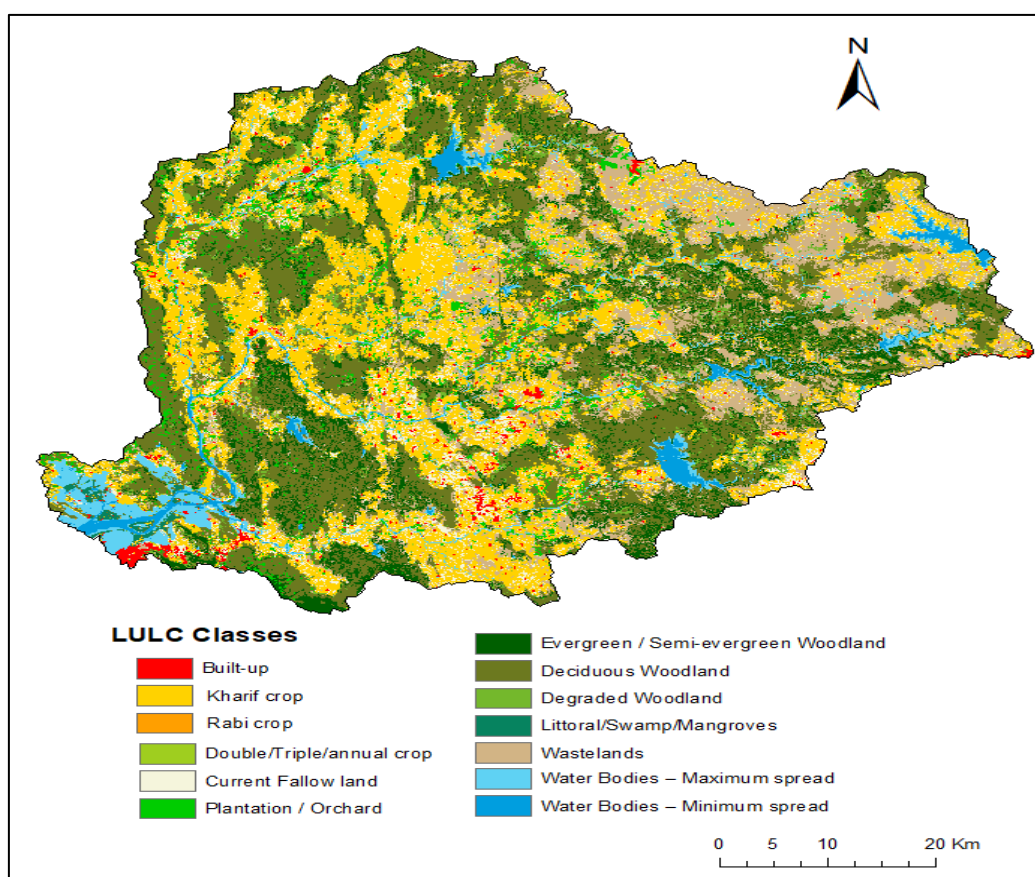 N
LULC Classes
Built-up
Kharif crop
Rabi crop
Double/Triple/annual crop
Current Fallow land
Plantation / Orchard
Evergreen / Semi-evergreen Woodland
Deciduous Woodland
Degraded Woodland
Littoral/Swamp/Mangroves
Wastelands
Water Bodies – Maximum spread
Water Bodies – Minimum spread
0 5 10 20 Km